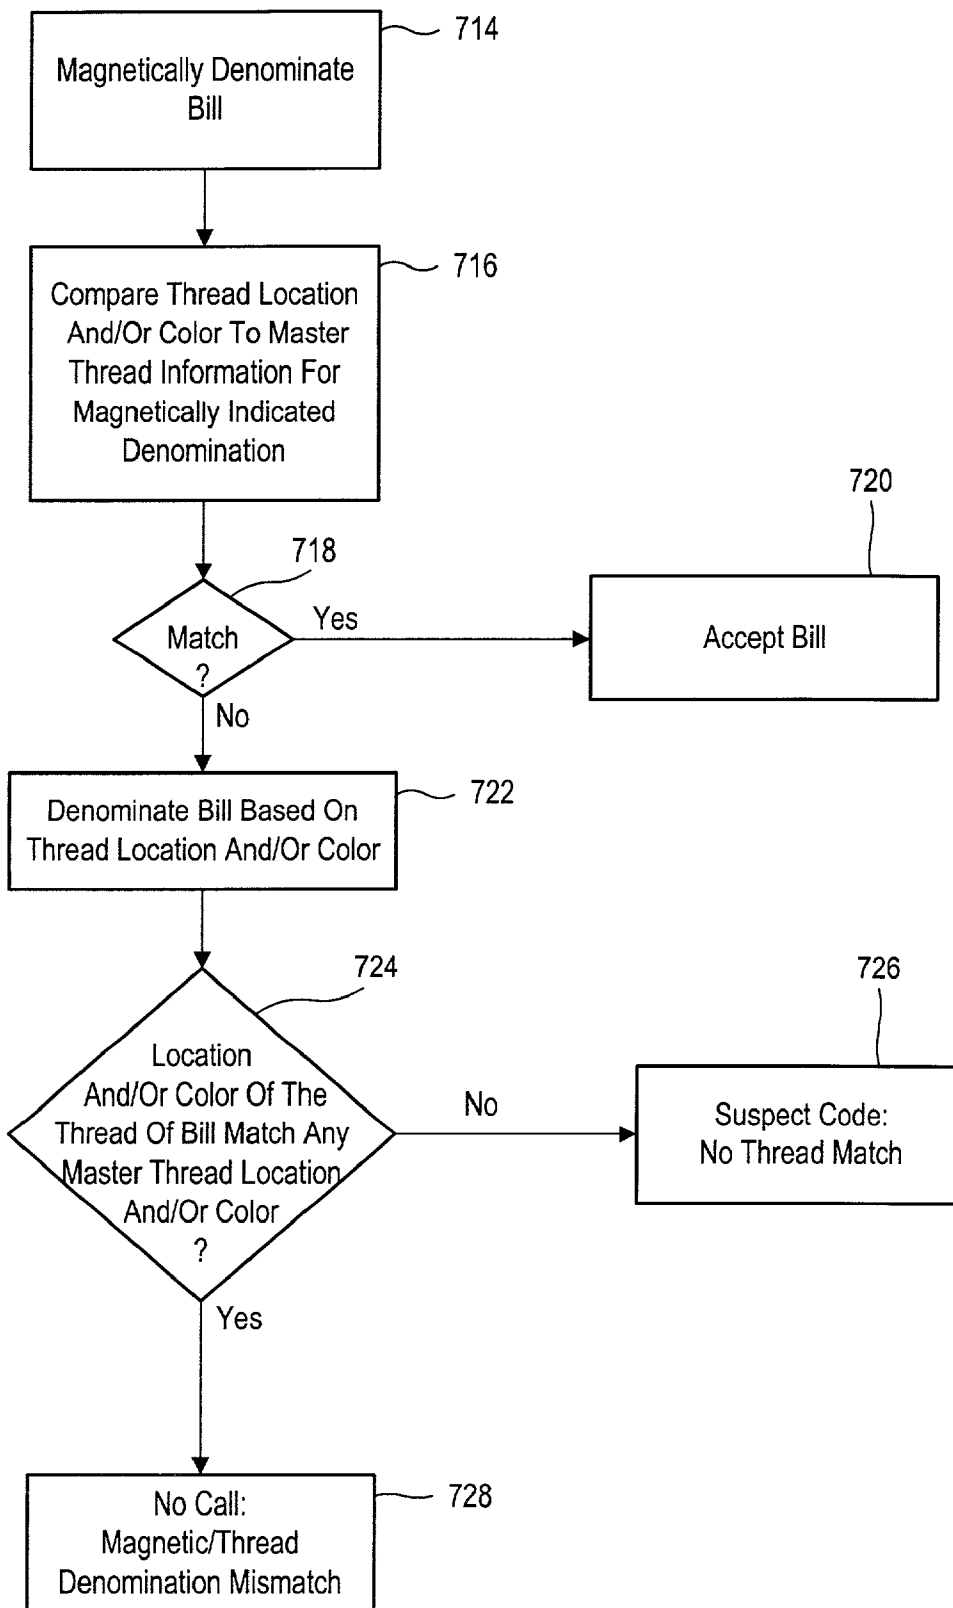 714
Magnetically Denominate
Bill
716
Compare Thread Location
And/Or Color To Master
Thread Information For
Magnetically Indicated
Denomination
718
Match
?
Yes
720
Accept Bill
No
722
Denominate Bill Based On
Thread Location And/Or Color
724
Location
And/Or Color Of The
Thread Of Bill Match Any
Master Thread Location
And/Or Color
?
No
726
Suspect Code:
No Thread Match
Yes
728
No Call:
Magnetic/Thread
Denomination Mismatch